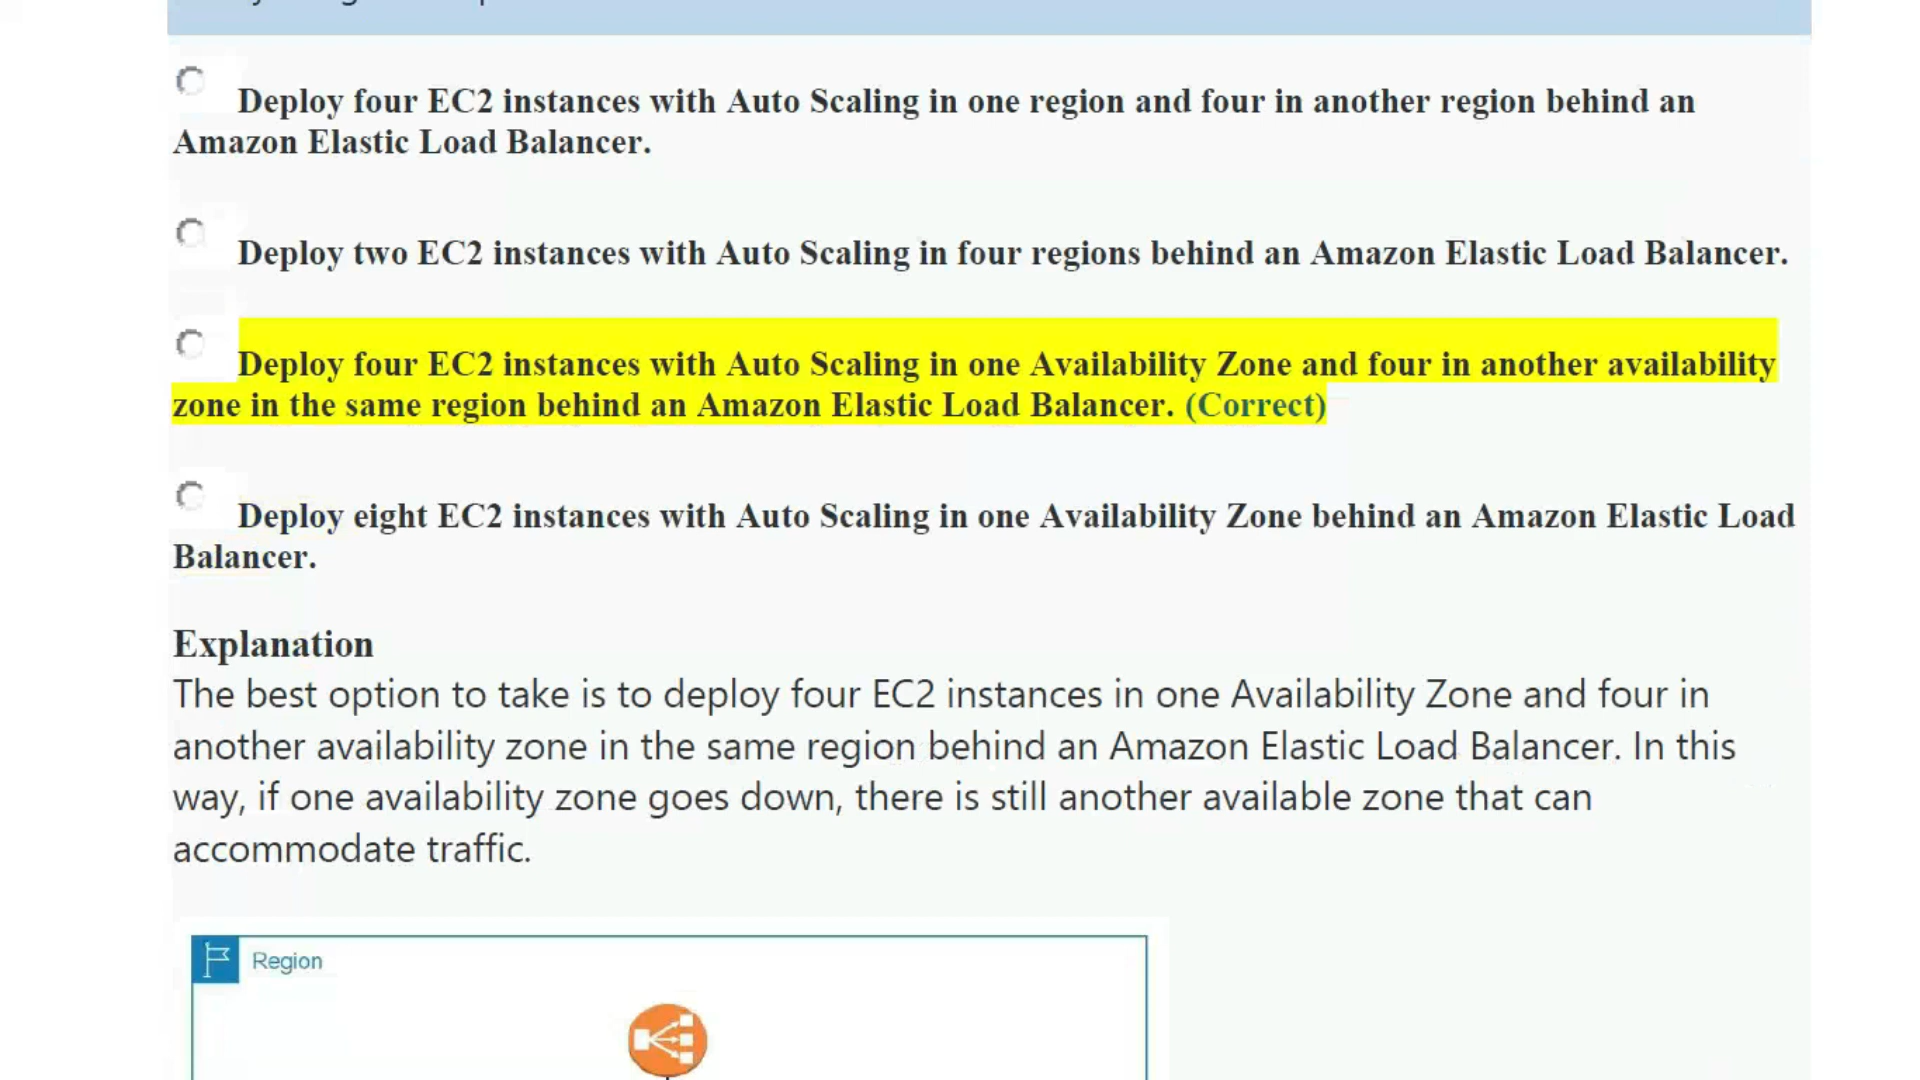 Deploy four EC2 instances with Auto Scaling in one region and four in another region behind an
Amazon Elastic Load Balancer.
Deploy two EC2 instances with Auto Scaling in four regions behind an Amazon Elastic Load Balancer.
Deploy four EC2 instances with Auto Scaling in one Availability Zone and four in another availability
zone in the same region behind an Amazon Elastic Load Balancer. (Correct)
Deploy eight EC2 instances with Auto Scaling in one Availability Zone behind an Amazon Elastic Load
Balancer.
Explanation
The best option to take is to deploy four EC2 instances in one Availability Zone and four in
another availability zone in the same region behind an Amazon Elastic Load Balancer. In this
way, if one availability zone goes down, there is still another available zone that can
accommodate traffic.
Region